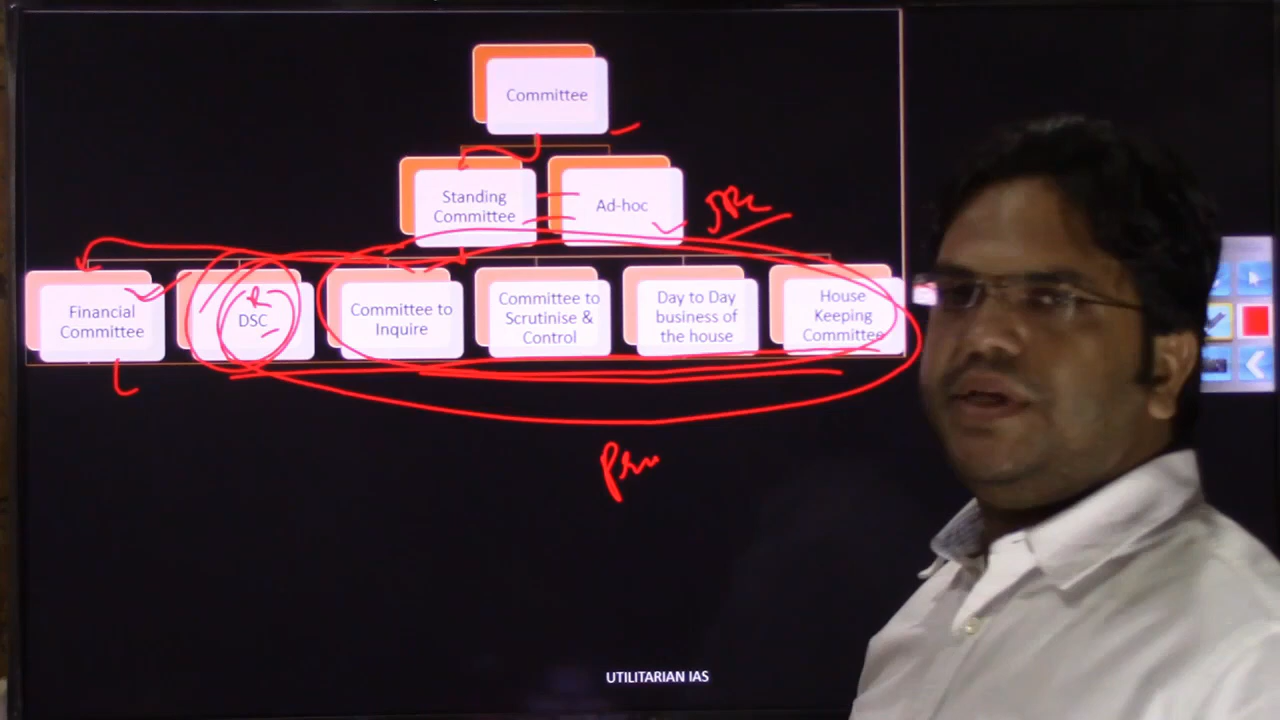 Committee
Standing
Committee
Ad-hoc
Financial
Committee
R
DSC
Committee to
Inquire
Committee to
Scrutinise &
Control
Day to Day
business of
the house
House
Keeping
Committee
UTILITARIAN IAS